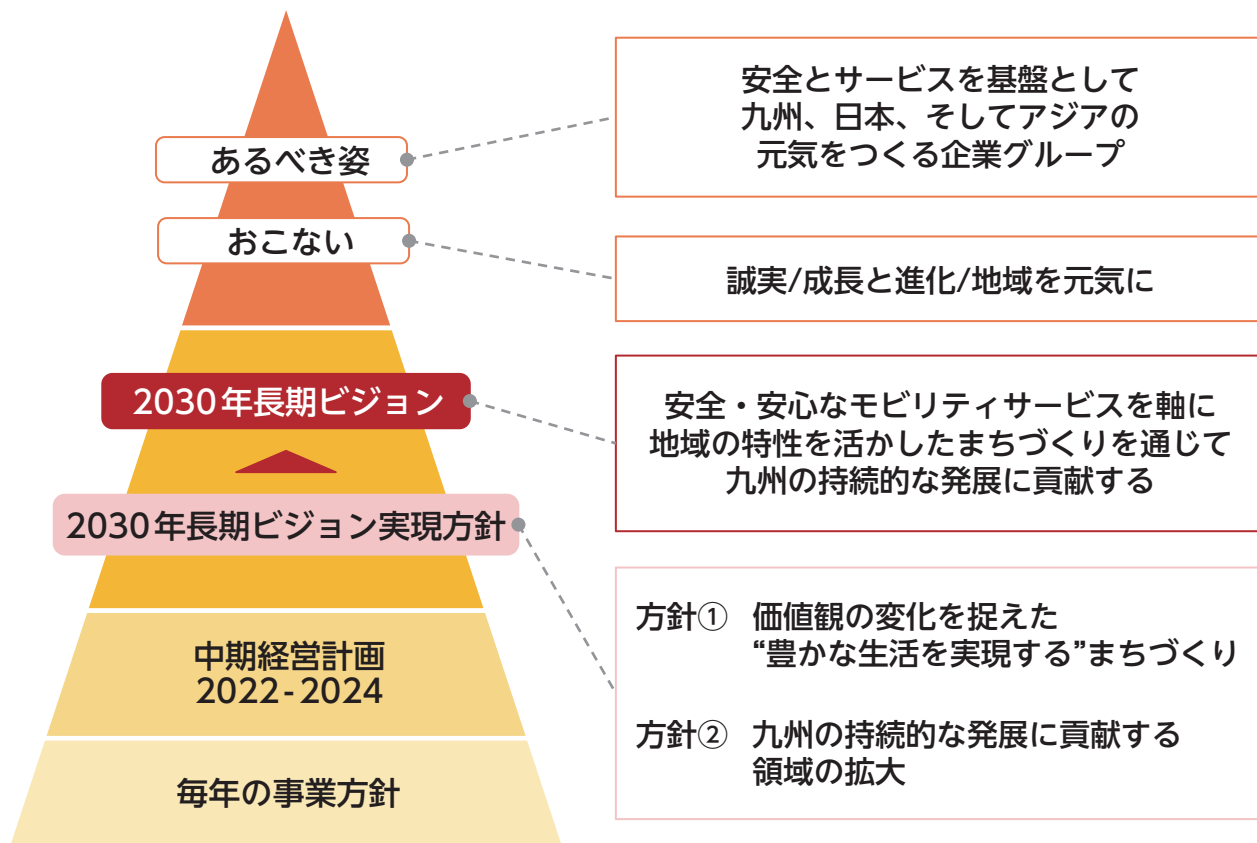 あるべき姿
安全とサービスを基盤として
九州、日本、そしてアジアの
元気をつくる企業グループ
おこない
誠実/成長と進化/地域を元気に
2030年長期ビジョン
安全・安心なモビリティサービスを軸に
地域の特性を活かしたまちづくりを通じて
九州の持続的な発展に貢献する
2030年長期ビジョン実現方針
方針① 価値観の変化を捉えた
“豊かな生活を実現する”まちづくり
方針② 九州の持続的な発展に貢献する
領域の拡大
中期経営計画
2022-2024
毎年の事業方針